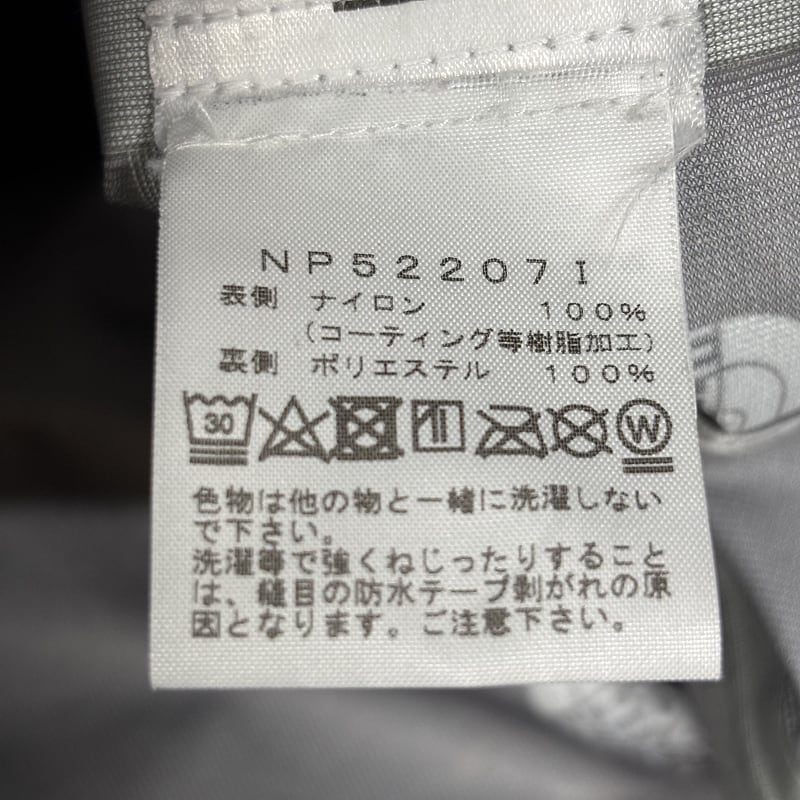 NP52207I
表側 ナイロン 100%
(コーティング等樹脂加工)
裏側 ポリエステル 100%
30 W
色物は他の物と一緒に洗濯しない
で下さい。
洗濯等で強くねじったりすること
は、縫目の防水テープ剥がれの原
因となります。ご注意下さい。